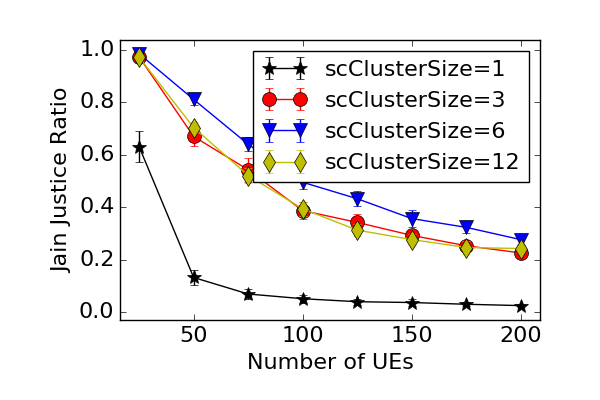 Jain Justice Ratio
1.0
0.8
0.6
0.4
0.2
0.0
scClusterSize=1
scClusterSize=3
scClusterSize=6
scClusterSize=12
50 100 150 200
Number of UEs